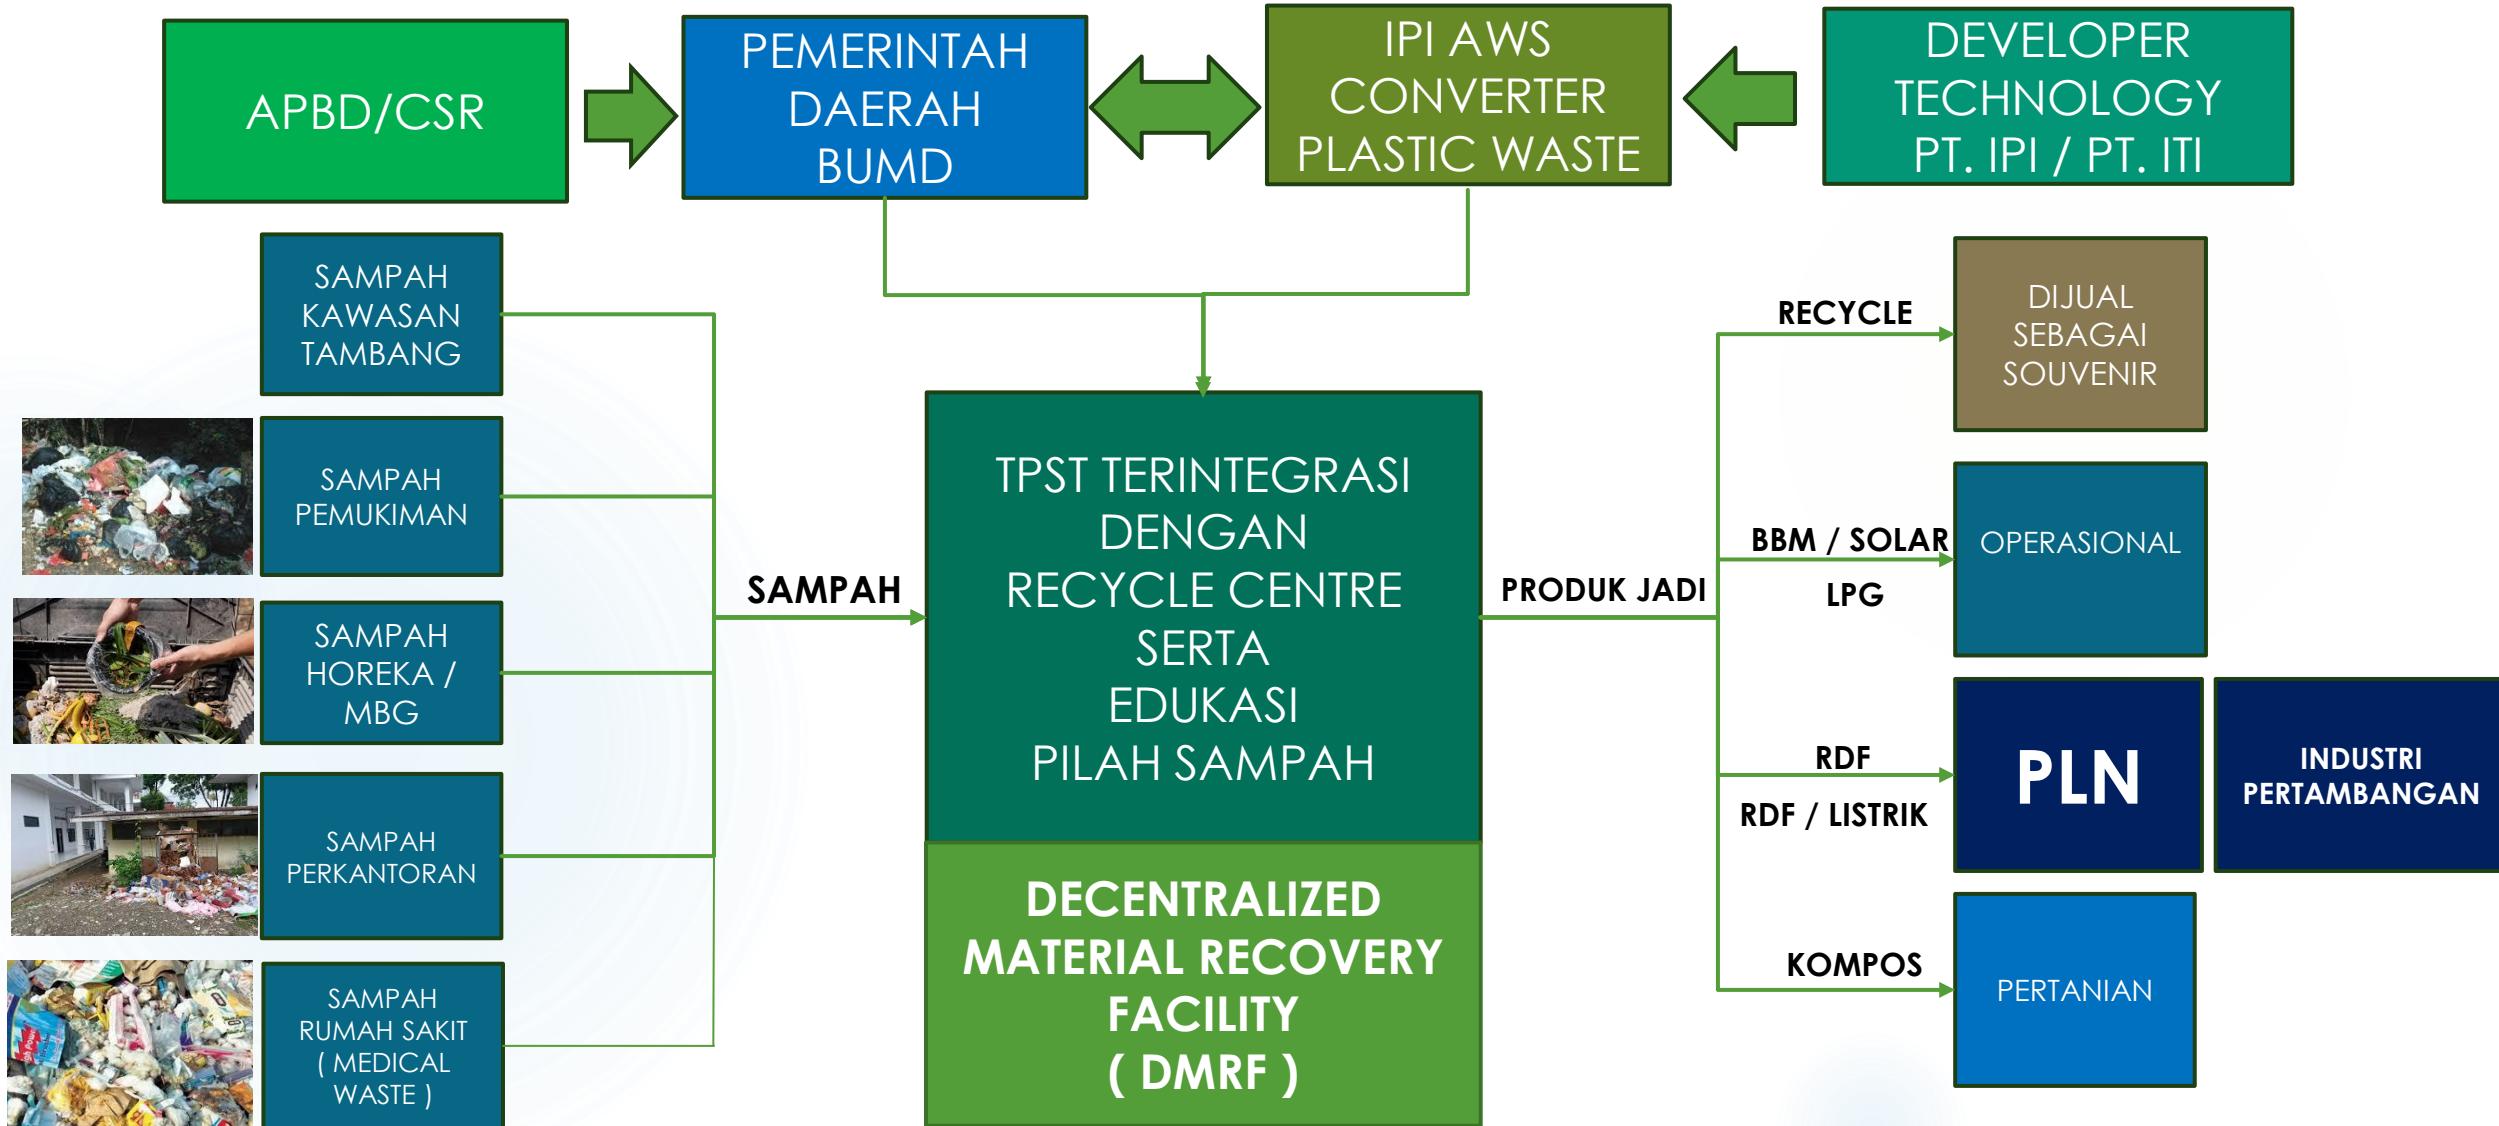 APBD/CSR
PEMERINTAH
DAERAH
BUMD
IPI AWS
CONVERTER
PLASTIC WASTE
DEVELOPER
TECHNOLOGY
PT. IPI / PT. ITI
SAMPAH
KAWASAN
TAMBANG
SAMPAH
PEMUKIMAN
SAMPAH
HOREKA /
MBG
SAMPAH
PERKANTORAN
SAMPAH
RUMAH SAKIT
( MEDICAL
WASTE )
SAMPAH
TPST TERINTEGRASI
DENGAN
RECYCLE CENTRE
SERTA
EDUKASI
PILAH SAMPAH
DECENTRALIZED
MATERIAL RECOVERY
FACILITY
( DMRF )
PRODUK JADI
RECYCLE
DIJUAL
SEBAGAI
SOUVENIR
BBM / SOLAR
LPG
OPERASIONAL
RDF
RDF / LISTRIK
PLN
INDUSTRI
PERTAMBANGAN
KOMPOS
PERTANIAN